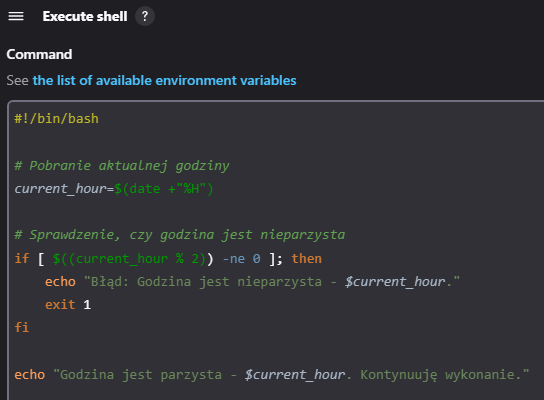 Execute shell ?
Command
See the list of available environment variables
#!/bin/bash
# Pobranie aktualnej godziny
current_hour=$(date +"%H")
# Sprawdzenie, czy godzina jest nieparzysta
if [ $((current_hour % 2)) -ne 0 ]; then
    echo "Błąd: Godzina jest nieparzysta - $current_hour."
    exit 1
fi
echo "Godzina jest parzysta - $current_hour. Kontynuuję wykonanie."